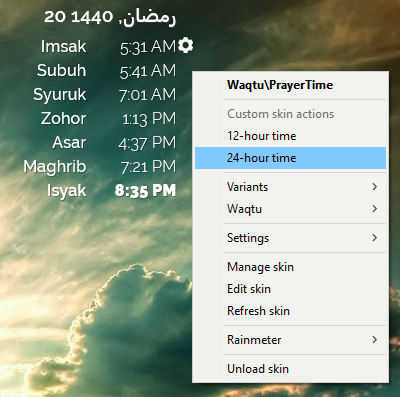 رمضان, 1440 20
Imsak 5:31 AM
Subuh 5:41 AM
Syuruk 7:01 AM
Zohor 1:13 PM
Asar 4:37 PM
Maghrib 7:21 PM
Isyak 8:35 PM
Waqtu\PrayerTime
Custom skin actions
12-hour time
24-hour time
Variants
Waqtu
Settings
Manage skin
Edit skin
Refresh skin
Rainmeter
Unload skin